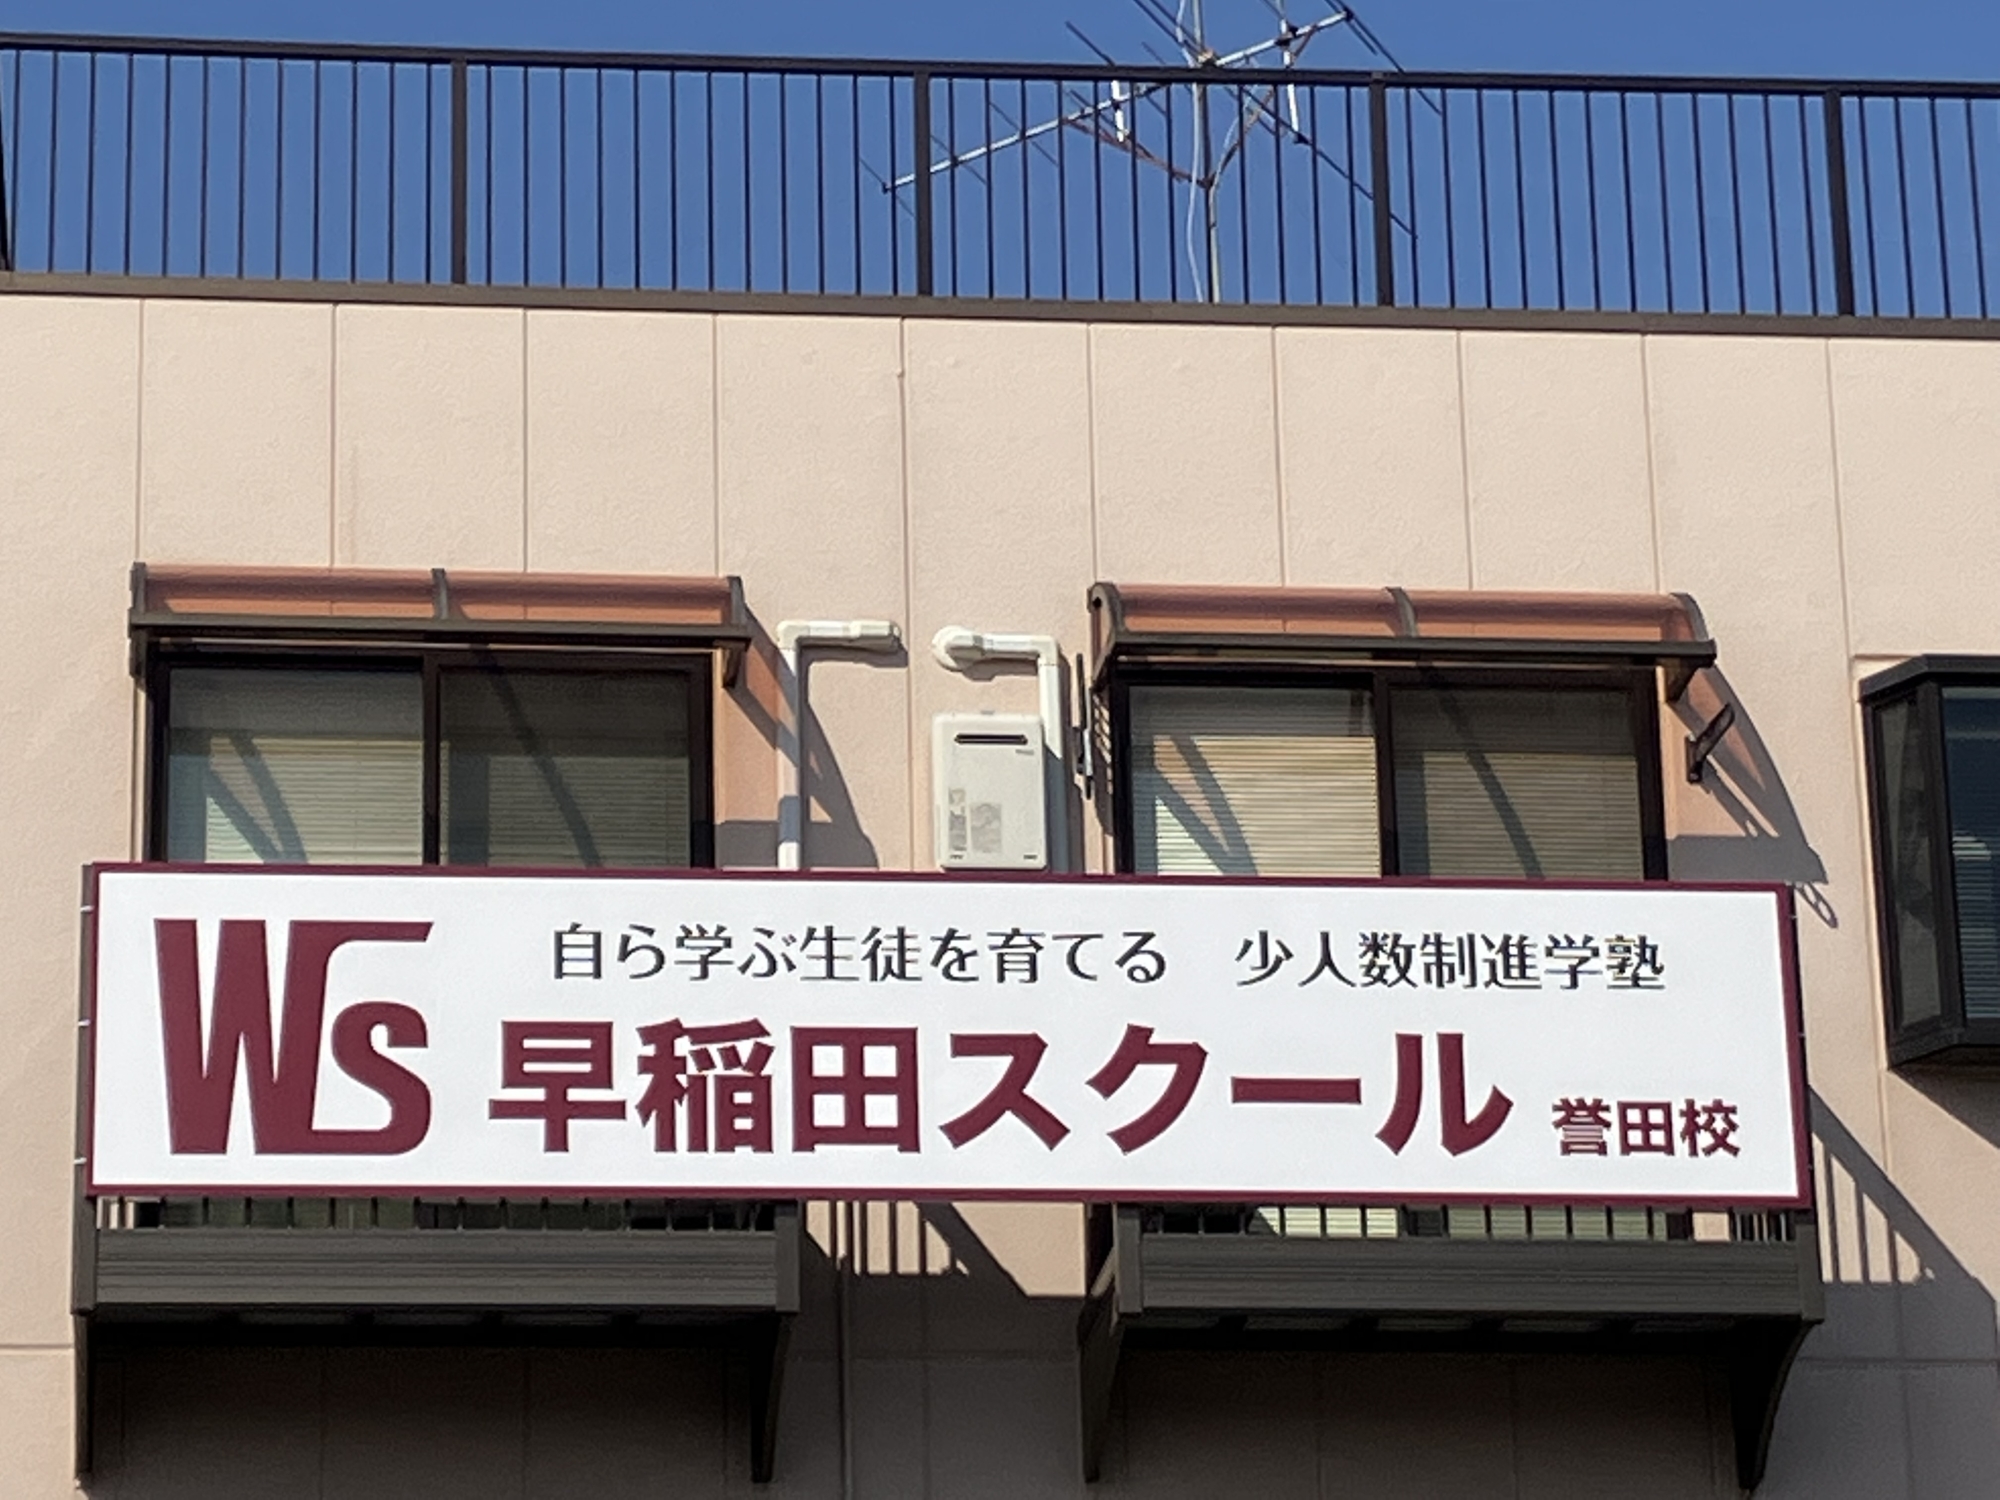 自ら学ぶ生徒を育てる　少人数制進学塾
WS 早稲田スクール 誉田校